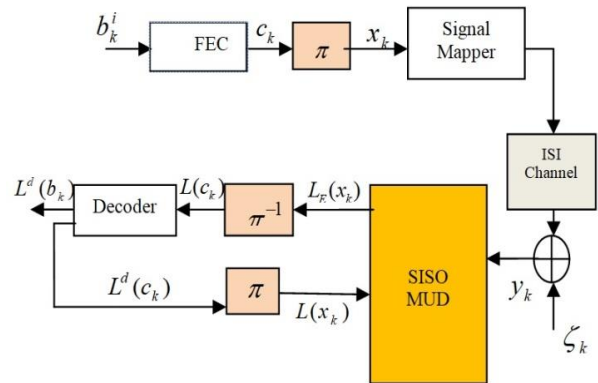 b_k^i
FEC
c_k
π
x_k
Signal
Mapper
ISI
Channel
L^d(b_k)
Decoder
L(c_k)
π^{-1}
L_E(x_k)
SISO
MUD
y_k
ζ_k
L^d(c_k)
π
L(x_k)